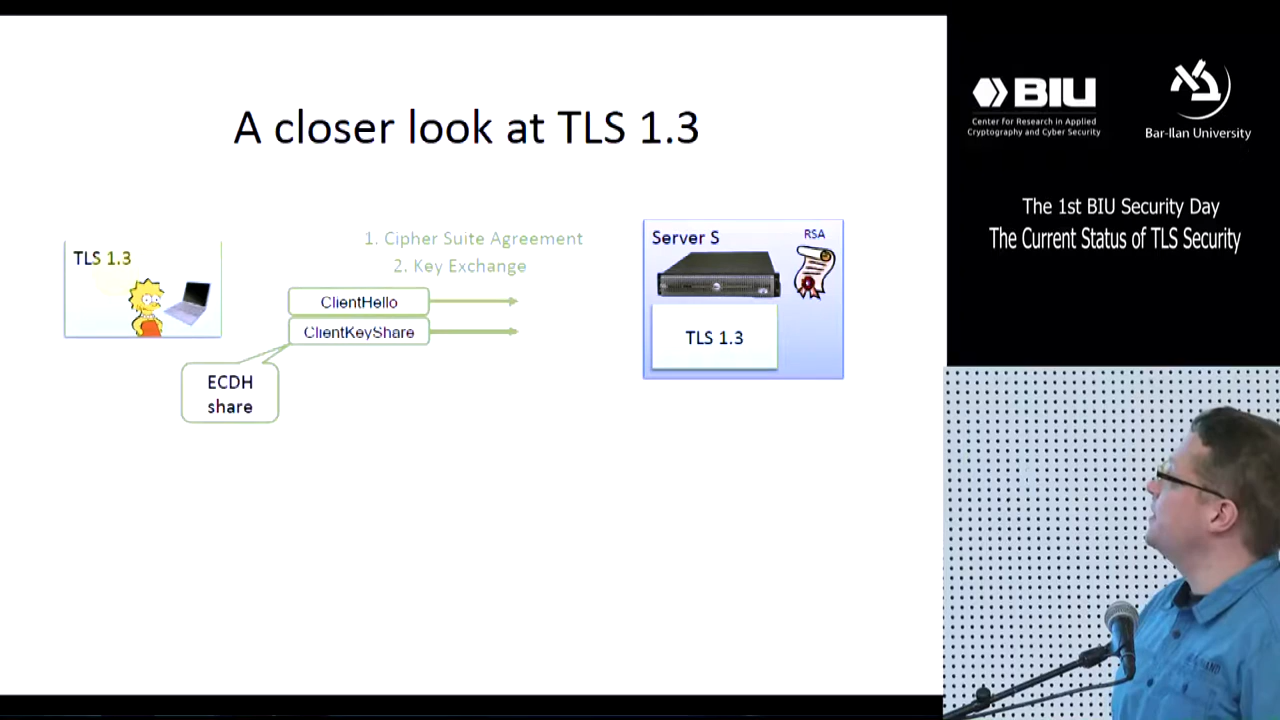 A closer look at TLS 1.3
TLS 1.3
1. Cipher Suite Agreement
2. Key Exchange
ClientHello
ClientKeyShare
ECDH
share
Server S
RSA
TLS 1.3
BIU
Center for Research in Applied
Cryptography and Cyber Security
Bar-Ilan University
The 1st BIU Security Day
The Current Status of TLS Security